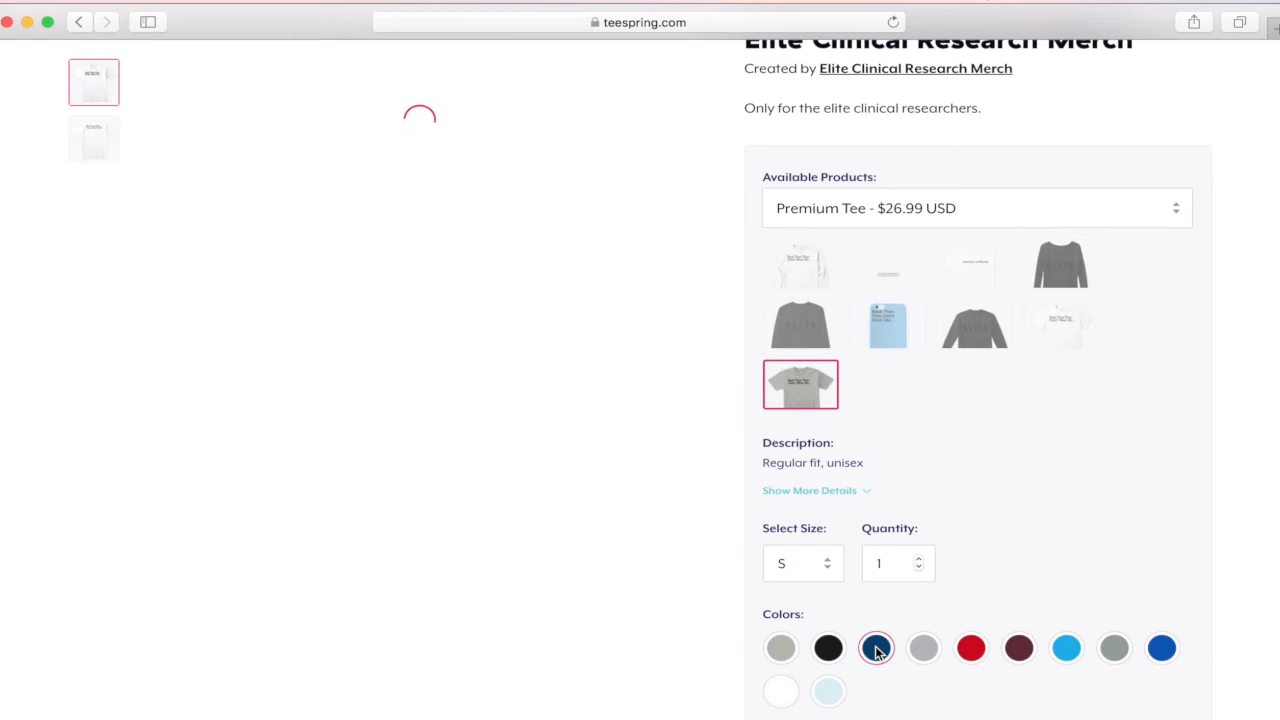 teespring.com
Elite Clinical Research Merch
Created by Elite Clinical Research Merch
Only for the elite clinical researchers.
Available Products:
Premium Tee - $26.99 USD
Description:
Regular fit, unisex
Show More Details
Select Size:
Quantity:
S
1
Colors: